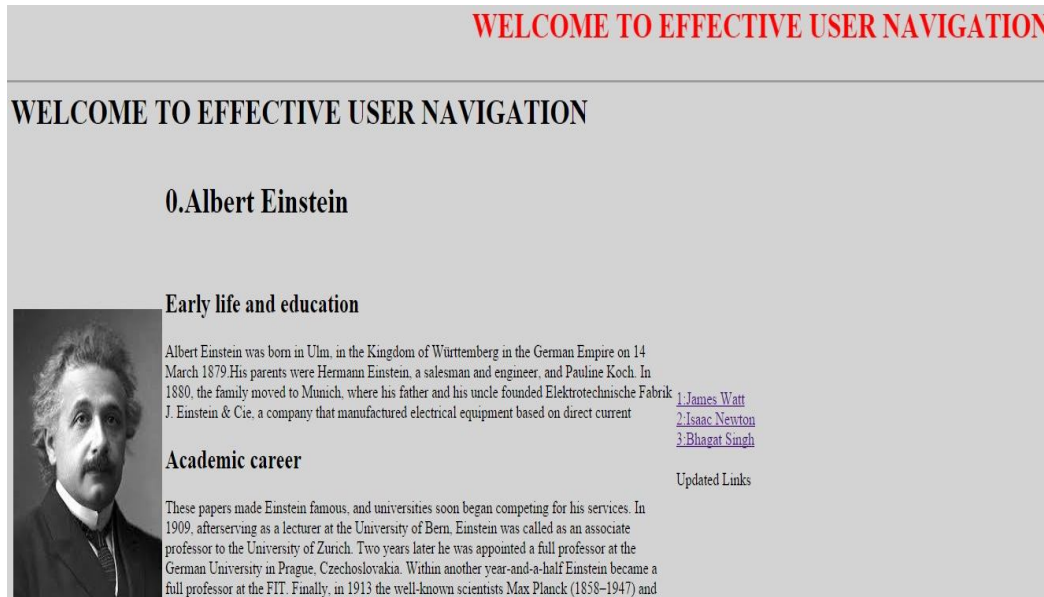 WELCOME TO EFFECTIVE USER NAVIGATION
WELCOME TO EFFECTIVE USER NAVIGATION
0.Albert Einstein
Early life and education
Albert Einstein was born in Ulm, in the Kingdom of Württemberg in the German Empire on 14
March 1879.His parents were Hermann Einstein, a salesman and engineer, and Pauline Koch. In
1880, the family moved to Munich, where his father and his uncle founded Elektrotechnische Fabrik
J. Einstein & Cie, a company that manufactured electrical equipment based on direct current
Academic career
These papers made Einstein famous, and universities soon began competing for his services. In
1909, afterserving as a lecturer at the University of Bern, Einstein was called as an associate
professor to the University of Zurich. Two years later he was appointed a full professor at the
German University in Prague, Czechoslovakia. Within another year-and-a-half Einstein became a
full professor at the FIT. Finally, in 1913 the well-known scientists Max Planck (1858–1947) and
1:James Watt
2:Isaac Newton
3:Bhagat Singh
Updated Links